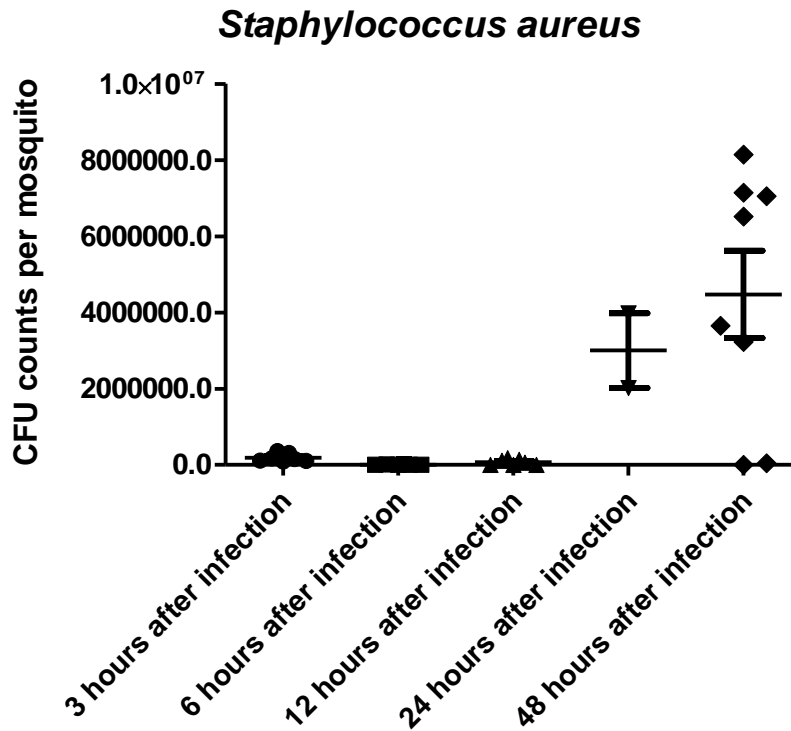 Staphylococcus aureus
CFU counts per mosquito
1.0×10⁰⁷
8000000.0
6000000.0
4000000.0
2000000.0
0.0
3 hours after infection
6 hours after infection
12 hours after infection
24 hours after infection
48 hours after infection